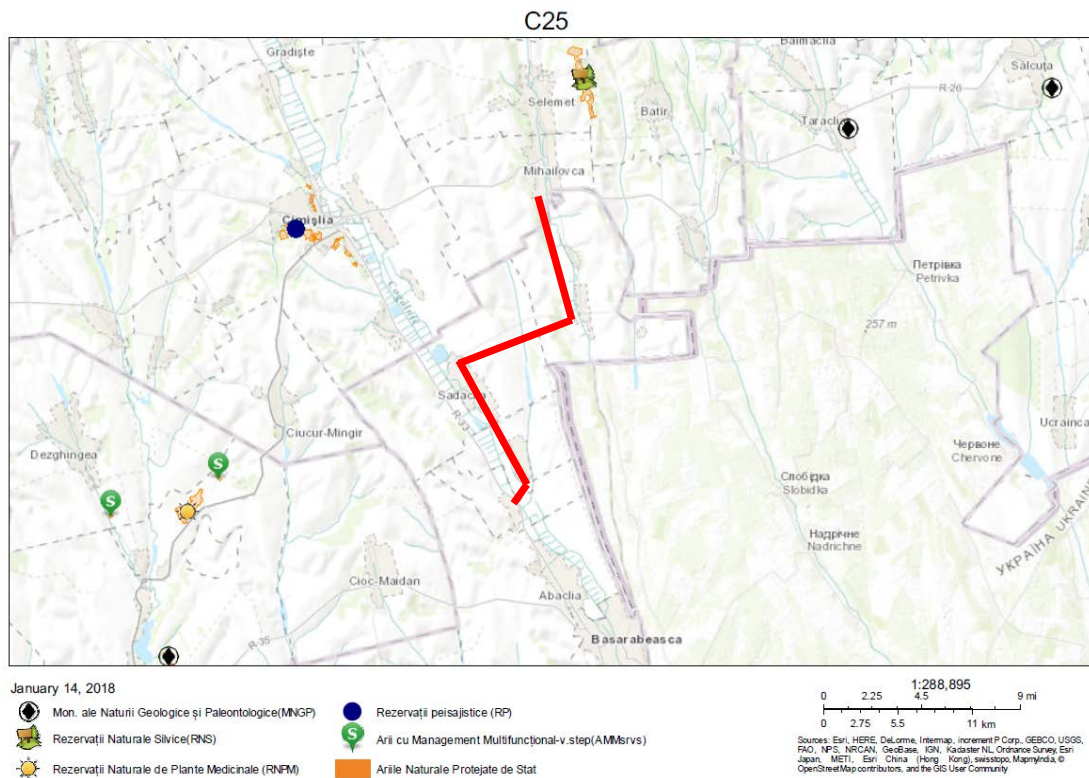 C25
Gradiște
Baimaclia
Sălcuța
Selemet
Batîr
R-26
Taraclia
Mihailovca
Cimișlia
Петрівка
Petrivka
Cogalnic
257 m
Sadaclia
R-33
Ciucur-Mingir
Dezghingea
Ucrainca
Червоне
Chervone
Слобідка
Slobidka
S
S
Надрічне
Nadrichne
УКРАЇНА UKRAINE
Cioc-Maidan
Abaclia
Basarabeasca
R-35
January 14, 2018
1:288,895
0 2.25 4.5 9 mi
0 2.75 5.5 11 km
Mon. ale Naturii Geologice și Paleontologice(MNGP)
Rezervații peisajistice (RP)
Rezervații Naturale Silvice(RNS)
S Arii cu Management Multifuncțional-v.step(AMMsrvs)
Rezervații Naturale de Plante Medicinale (RNPM)
Ariile Naturale Protejate de Stat
Sources: Esri, HERE, DeLorme, Intermap, increment P Corp., GEBCO, USGS,
FAO, NPS, NRCAN, GeoBase, IGN, Kadaster NL, Ordnance Survey, Esri
Japan, METI, Esri China (Hong Kong), swisstopo, MapmyIndia, ©
OpenStreetMap contributors, and the GIS User Community